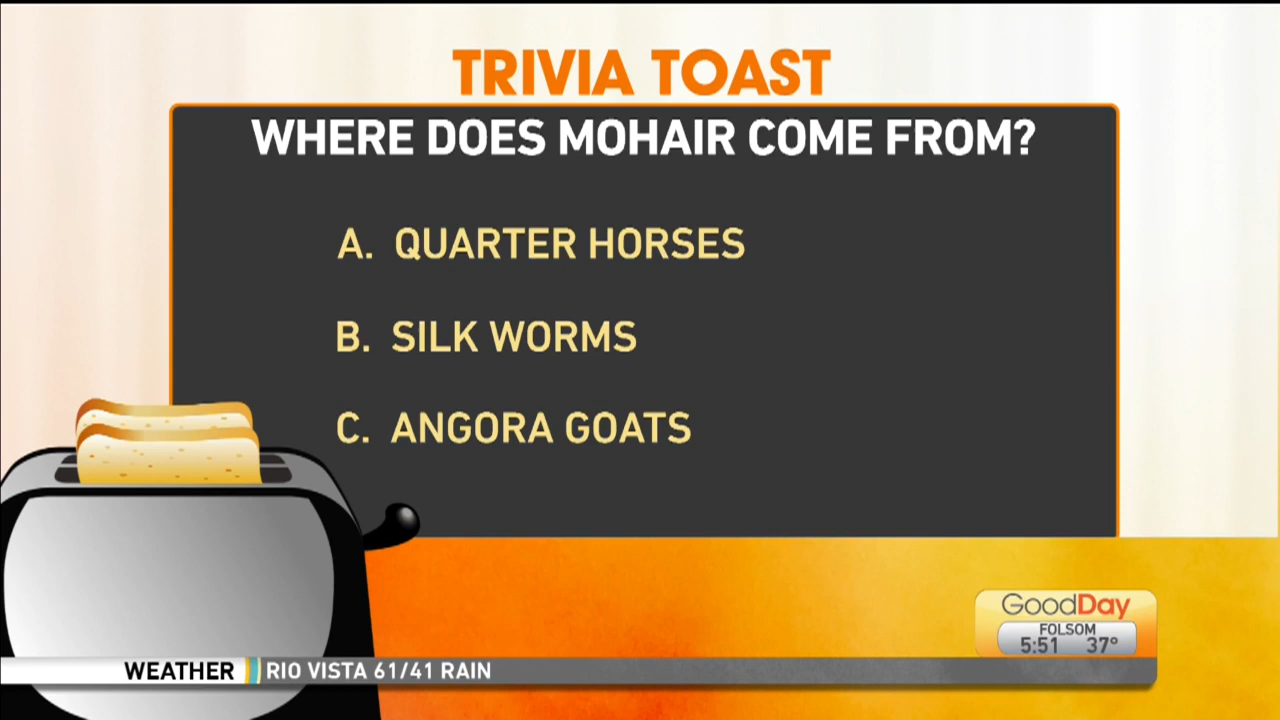 TRIVIA TOAST
WHERE DOES MOHAIR COME FROM?
A. QUARTER HORSES
B. SILK WORMS
C. ANGORA GOATS
GoodDay
FOLSOM
5:51 37°
WEATHER RIO VISTA 61/41 RAIN